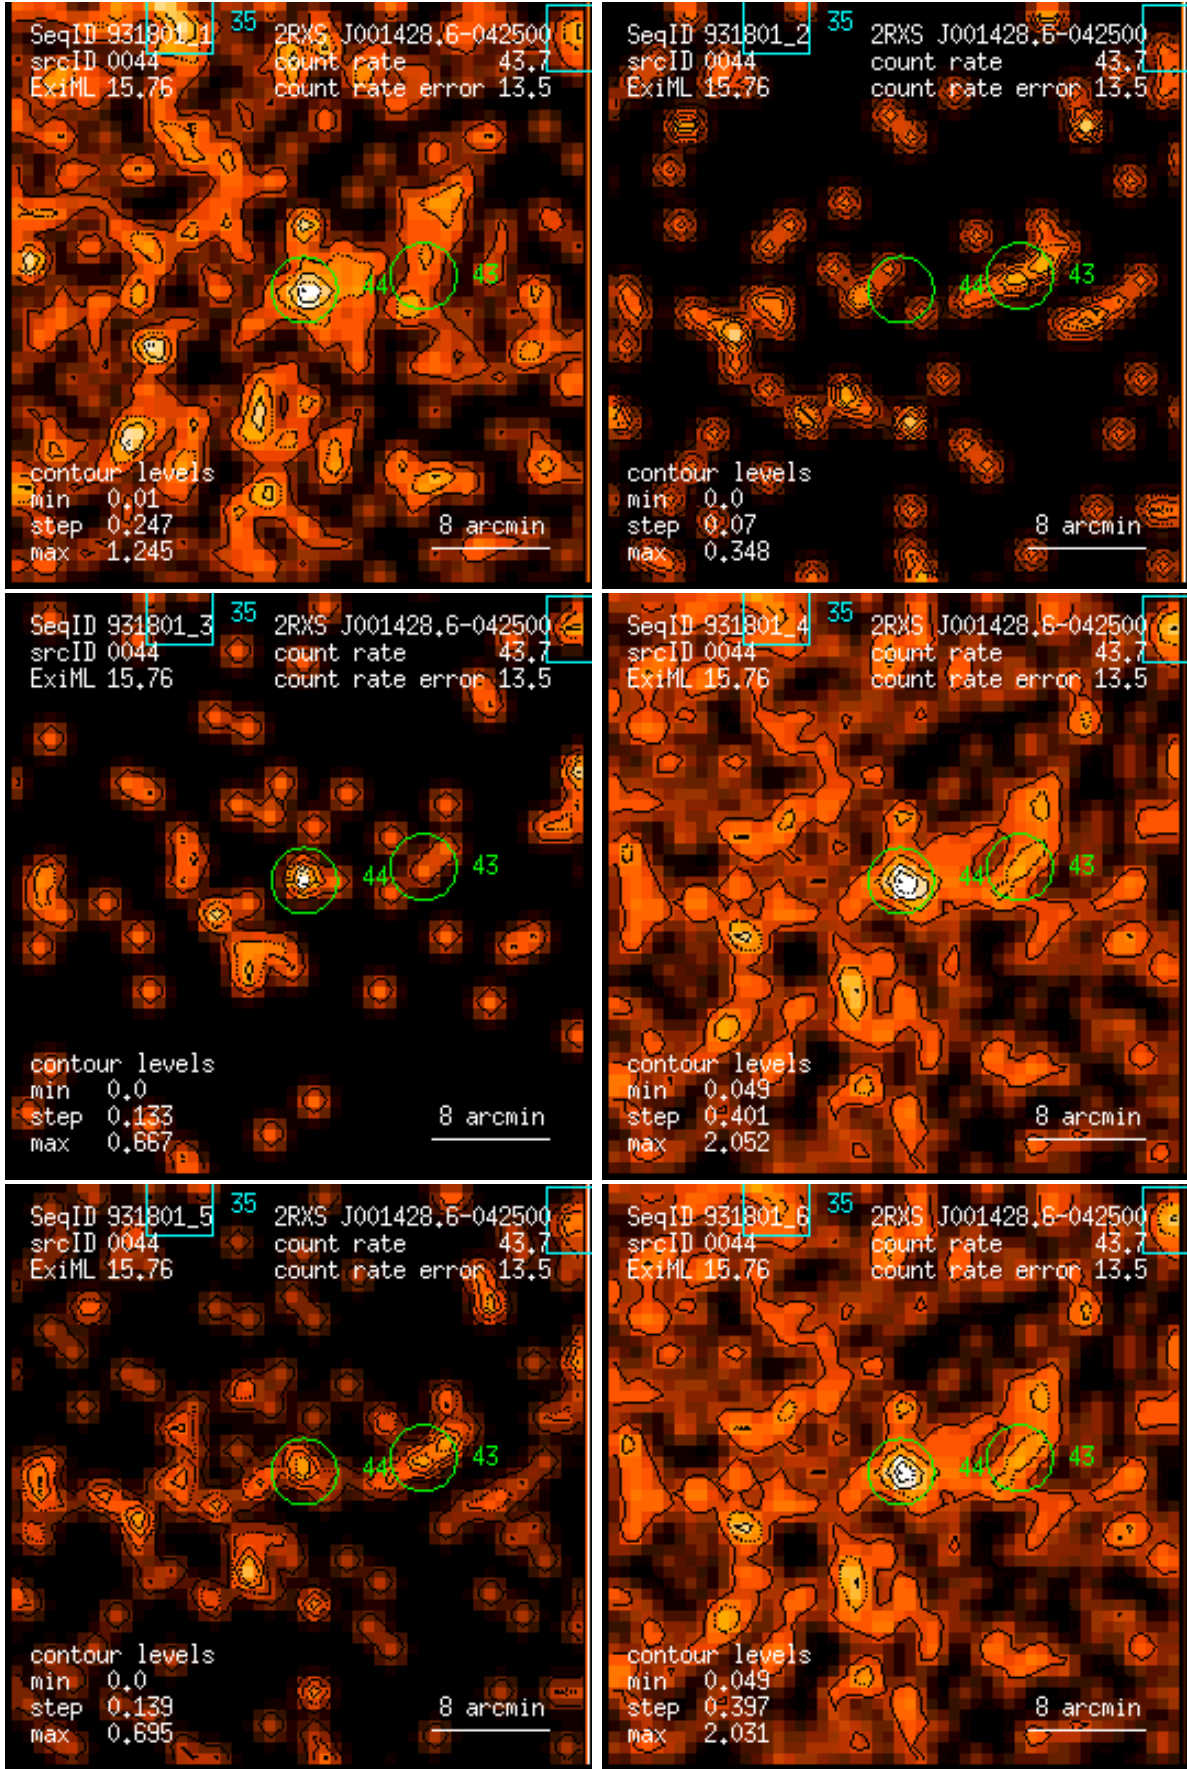 SeqID 931801_1 35 2RXS J001428.6-042500
srcID 0044 count rate 43.7
ExiML 15.76 count rate error 13.5
44 43
contour levels
min 0.01
step 0.247 8 arcmin
max 1.245
SeqID 931801_2 35 2RXS J001428.6-042500
srcID 0044 count rate 43.7
ExiML 15.76 count rate error 13.5
44 43
contour levels
min 0.0
step 0.07 8 arcmin
max 0.348
SeqID 931801_3 35 2RXS J001428.6-042500
srcID 0044 count rate 43.7
ExiML 15.76 count rate error 13.5
44 43
contour levels
min 0.0
step 0.133 8 arcmin
max 0.667
SeqID 931801_4 35 2RXS J001428.6-042500
srcID 0044 count rate 43.7
ExiML 15.76 count rate error 13.5
44 43
contour levels
min 0.049
step 0.401 8 arcmin
max 2.052
SeqID 931801_5 35 2RXS J001428.6-042500
srcID 0044 count rate 43.7
ExiML 15.76 count rate error 13.5
44 43
contour levels
min 0.0
step 0.139 8 arcmin
max 0.695
SeqID 931801_6 35 2RXS J001428.6-042500
srcID 0044 count rate 43.7
ExiML 15.76 count rate error 13.5
44 43
contour levels
min 0.049
step 0.397 8 arcmin
max 2.031